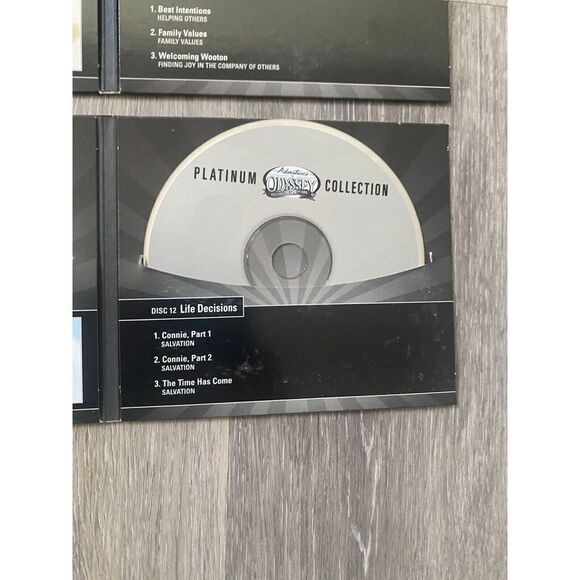 1. Best Intentions
HELPING OTHERS
2. Family Values
FAMILY VALUES
3. Welcoming Wooton
FINDING JOY IN THE COMPANY OF OTHERS
PLATINUM Adventures in ODYSSEY COLLECTION
DISC 12 Life Decisions
1. Connie, Part 1
SALVATION
2. Connie, Part 2
SALVATION
3. The Time Has Come
SALVATION